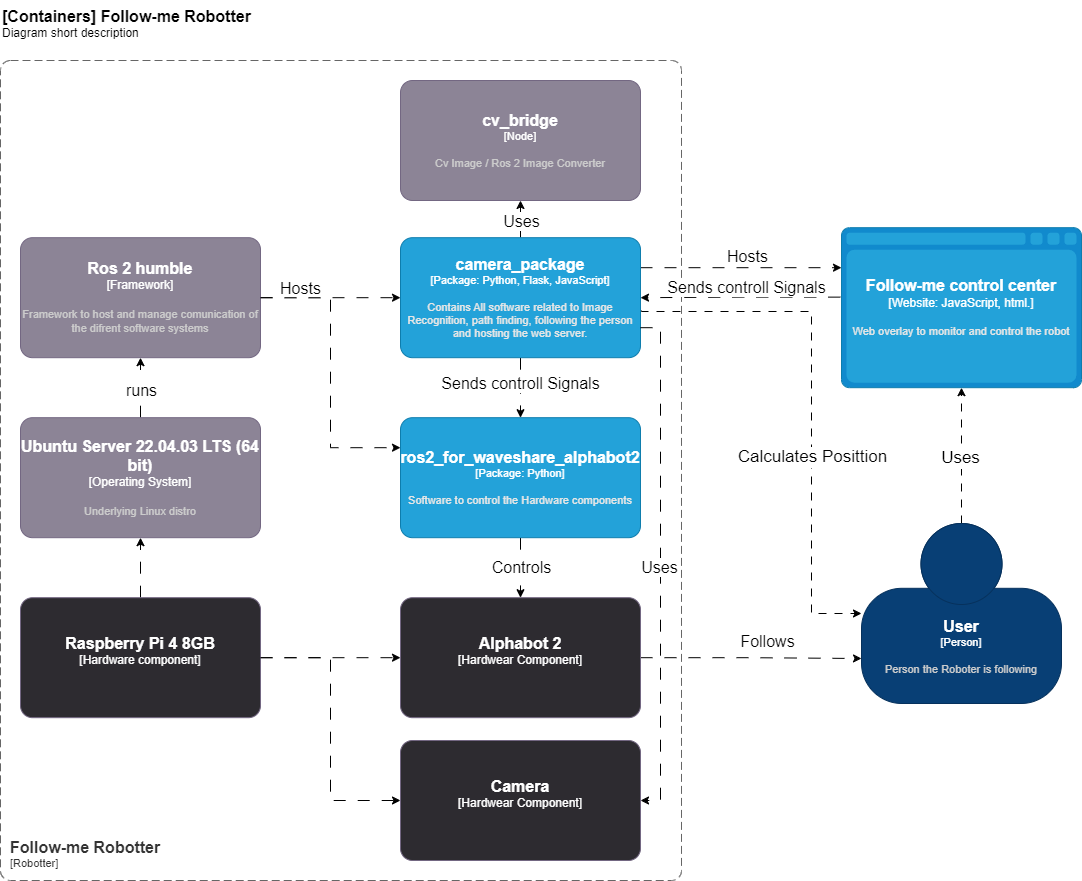 [Containers] Follow-me Robotter
Diagram short description
cv_bridge
[Node]
Cv Image / Ros 2 Image Converter
Uses
Ros 2 humble
[Framework]
Framework to host and manage comunication of
the difrent software systems
Hosts
camera_package
[Package: Python, Flask, JavaScript]
Contains All software related to Image
Recognition, path finding, following the person
and hosting the web server.
Hosts
Sends controll Signals
Follow-me control center
[Website: JavaScript, html.]
Web overlay to monitor and control the robot
runs
Sends controll Signals
Ubuntu Server 22.04.03 LTS (64
bit)
[Operating System]
Underlying Linux distro
ros2_for_waveshare_alphabot2
[Package: Python]
Software to control the Hardware components
Calculates Posittion
Uses
Controls
Uses
Raspberry Pi 4 8GB
[Hardware component]
Alphabot 2
[Hardwear Component]
Follows
User
[Person]
Person the Roboter is following
Camera
[Hardwear Component]
Follow-me Robotter
[Robotter]